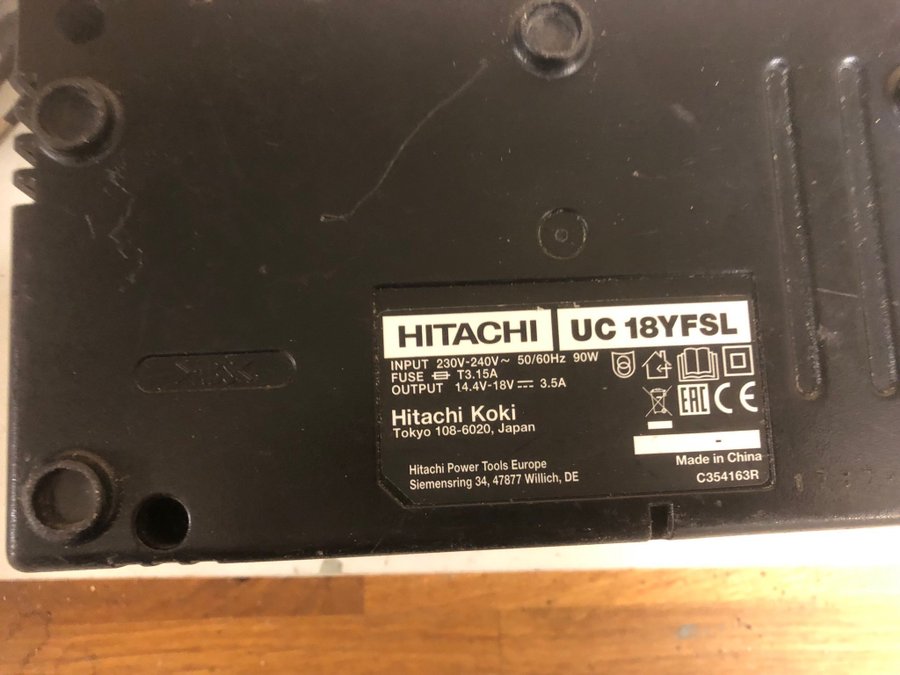 HITACHI UC 18YFSL
INPUT 230V-240V~ 50/60Hz 90W
FUSE T3.15A
OUTPUT 14.4V-18V⎓ 3.5A
EAC CE
Hitachi Koki
Tokyo 108-6020, Japan
-
Made in China
Hitachi Power Tools Europe
Siemensring 34, 47877 Willich, DE
C354163R